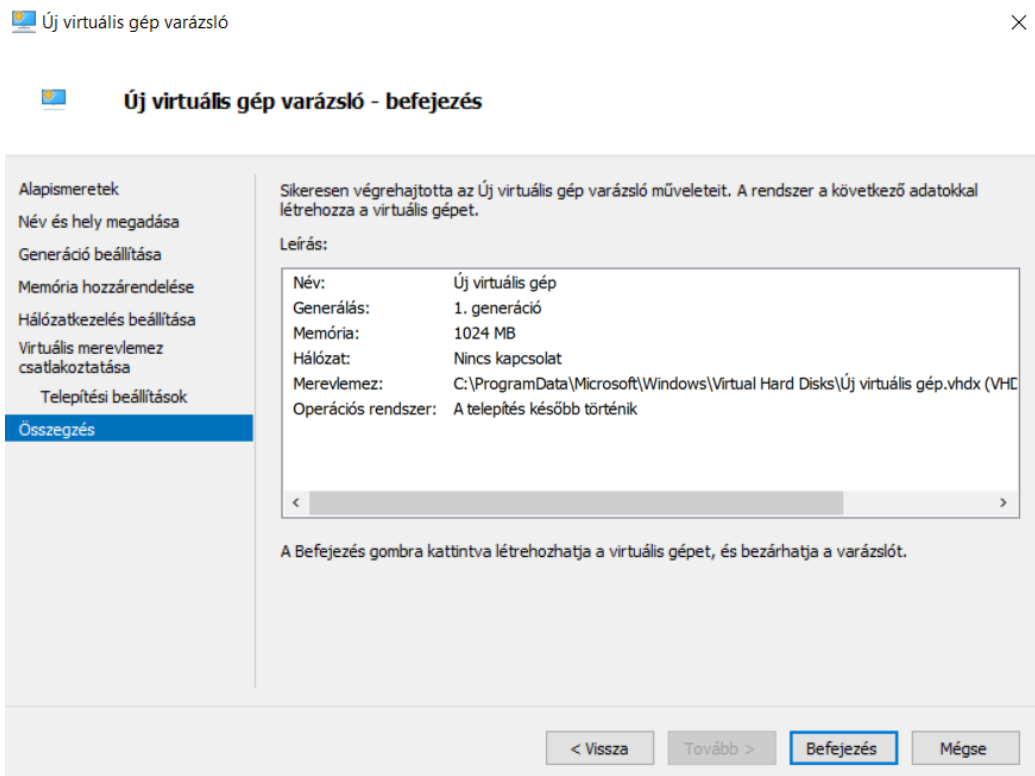 Új virtuális gép varázsló
Új virtuális gép varázsló - befejezés
Alapismeretek
Név és hely megadása
Generáció beállítása
Memória hozzárendelése
Hálózatkezelés beállítása
Virtuális merevlemez
csatlakoztatása
Telepítési beállítások
Összegzés
Sikeresen végrehajtotta az Új virtuális gép varázsló műveleteit. A rendszer a következő adatokkal
létrehozza a virtuális gépet.
Leírás:
Név: Új virtuális gép
Generálás: 1. generáció
Memória: 1024 MB
Hálózat: Nincs kapcsolat
Merevlemez: C:\ProgramData\Microsoft\Windows\Virtual Hard Disks\Új virtuális gép.vhdx (VHD
Operációs rendszer: A telepítés később történik
A Befejezés gombra kattintva létrehozhatja a virtuális gépet, és bezárhatja a varázslót.
< Vissza Tovább > Befejezés Mégse